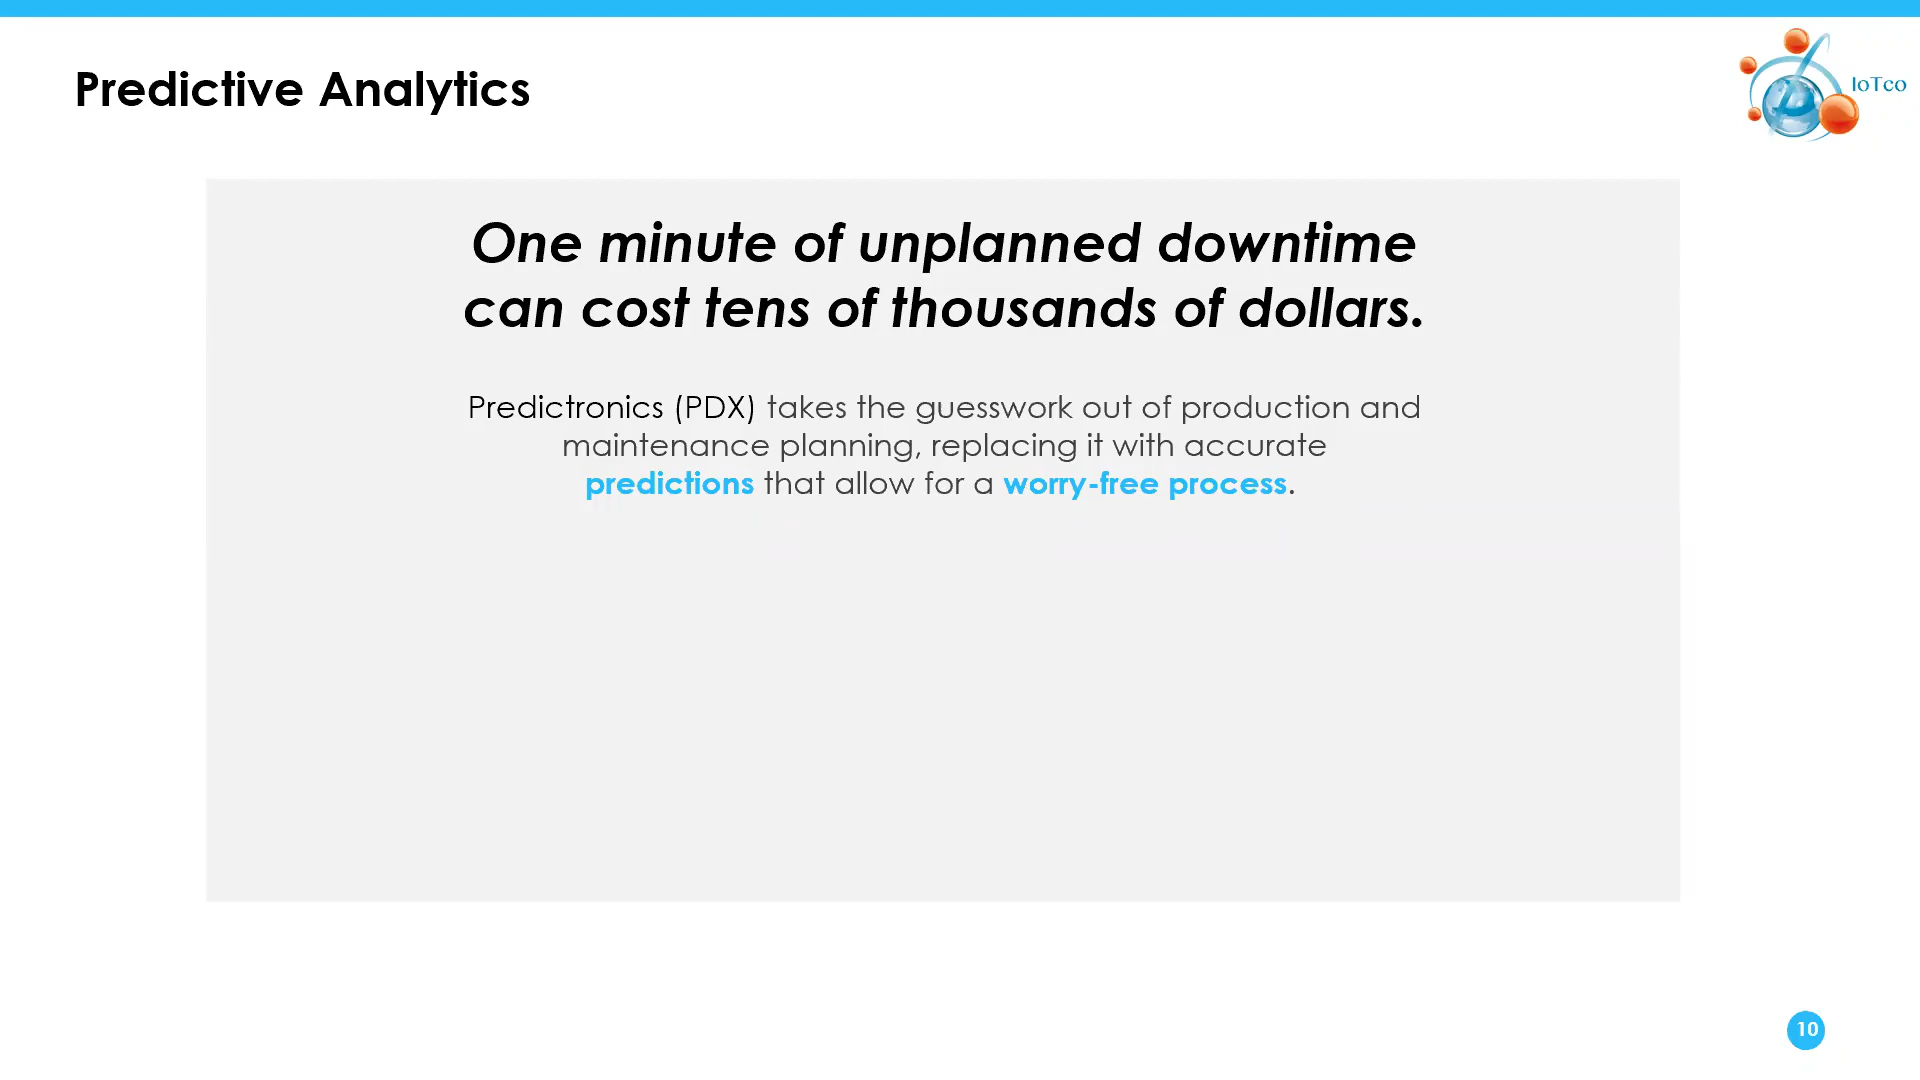 Predictive Analytics
IoTco
One minute of unplanned downtime
can cost tens of thousands of dollars.
Predictronics (PDX) takes the guesswork out of production and
maintenance planning, replacing it with accurate
predictions that allow for a worry-free process.
10